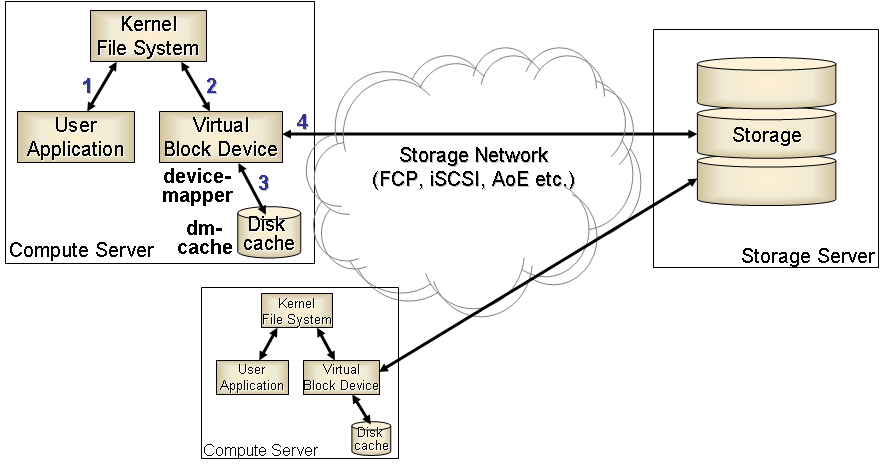 Kernel
File System
1
2
User
Application
Virtual
Block Device
4
device-
mapper
3
dm-
cache
Disk
cache
Compute Server
Storage Network
(FCP, iSCSI, AoE etc.)
Storage
Storage Server
Kernel
File System
User
Application
Virtual
Block Device
Disk
cache
Compute Server